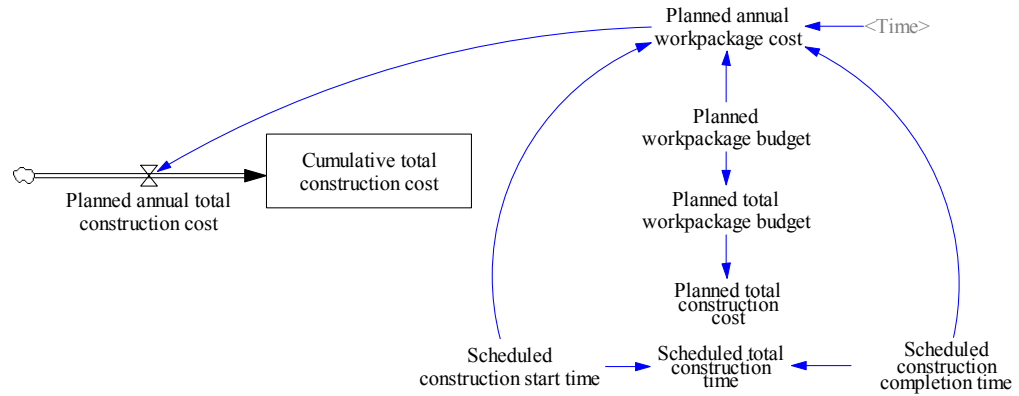 Planned annual
workpackage cost
<Time>
Planned
workpackage budget
Cumulative total
construction cost
Planned annual total
construction cost
Planned total
workpackage budget
Planned total
construction
cost
Scheduled
construction start time
Scheduled total
construction
time
Scheduled
construction
completion time